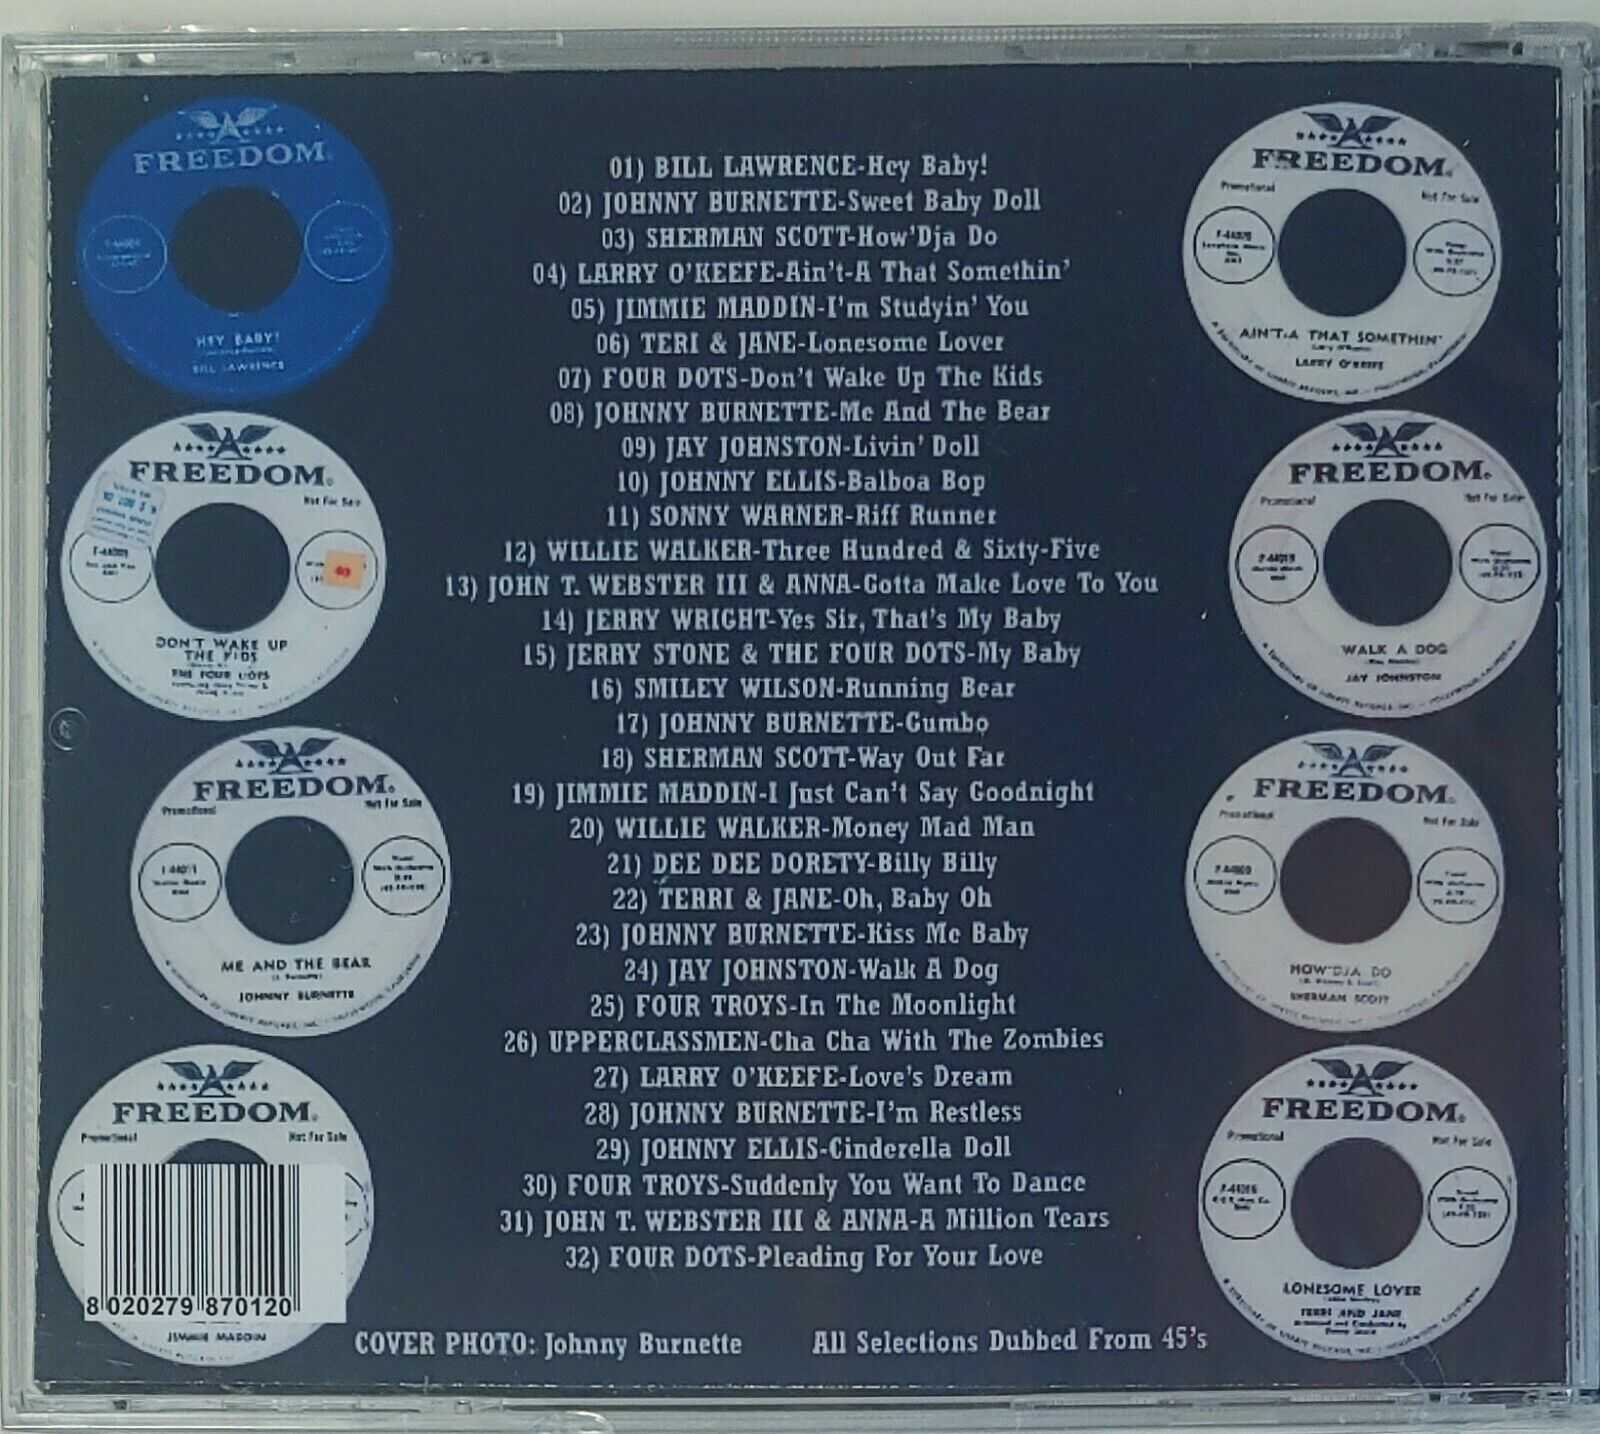 01) BILL LAWRENCE-Hey Baby!
02) JOHNNY BURNETTE-Sweet Baby Doll
03) SHERMAN SCOTT-How'Dja Do
04) LARRY O'KEEFE-Ain't-A That Somethin'
05) JIMMIE MADDIN-I'm Studyin' You
06) TERI & JANE-Lonesome Lover
07) FOUR DOTS-Don't Wake Up The Kids
08) JOHNNY BURNETTE-Me And The Bear
09) JAY JOHNSTON-Livin' Doll
10) JOHNNY ELLIS-Balboa Bop
11) SONNY WARNER-Riff Runner
12) WILLIE WALKER-Three Hundred & Sixty-Five
13) JOHN T. WEBSTER III & ANNA-Gotta Make Love To You
14) JERRY WRIGHT-Yes Sir, That's My Baby
15) JERRY STONE & THE FOUR DOTS-My Baby
16) SMILEY WILSON-Running Bear
17) JOHNNY BURNETTE-Gumbo
18) SHERMAN SCOTT-Way Out Far
19) JIMMIE MADDIN-I Just Can't Say Goodnight
20) WILLIE WALKER-Money Mad Man
21) DEE DEE DORETY-Billy Billy
22) TERRI & JANE-Oh, Baby Oh
23) JOHNNY BURNETTE-Kiss Me Baby
24) JAY JOHNSTON-Walk A Dog
25) FOUR TROYS-In The Moonlight
26) UPPERCLASSMEN-Cha Cha With The Zombies
27) LARRY O'KEEFE-Love's Dream
28) JOHNNY BURNETTE-I'm Restless
29) JOHNNY ELLIS-Cinderella Doll
30) FOUR TROYS-Suddenly You Want To Dance
31) JOHN T. WEBSTER III & ANNA-A Million Tears
32) FOUR DOTS-Pleading For Your Love
COVER PHOTO: Johnny Burnette
All Selections Dubbed From 45's
FREEDOM
HEY BABY!
BILL LAWRENCE
FREEDOM
Not For Sale
DON'T WAKE UP
THE KIDS
THE FOUR DOTS
FREEDOM
Promotional
Not For Sale
F-44011
ME AND THE BEAR
JOHNNY BURNETTE
FREEDOM
Promotional
Not For Sale
8 020279 870120
JIMMIE MADDIN
FREEDOM
Promotional
Not For Sale
AIN'T-A THAT SOMETHIN'
LARRY O'KEEFE
FREEDOM
Promotional
Not For Sale
F-44019
WALK A DOG
JAY JOHNSTON
FREEDOM
Promotional
Not For Sale
HOW'DJA DO
SHERMAN SCOTT
FREEDOM
Promotional
Not For Sale
LONESOME LOVER
TERRI AND JANE